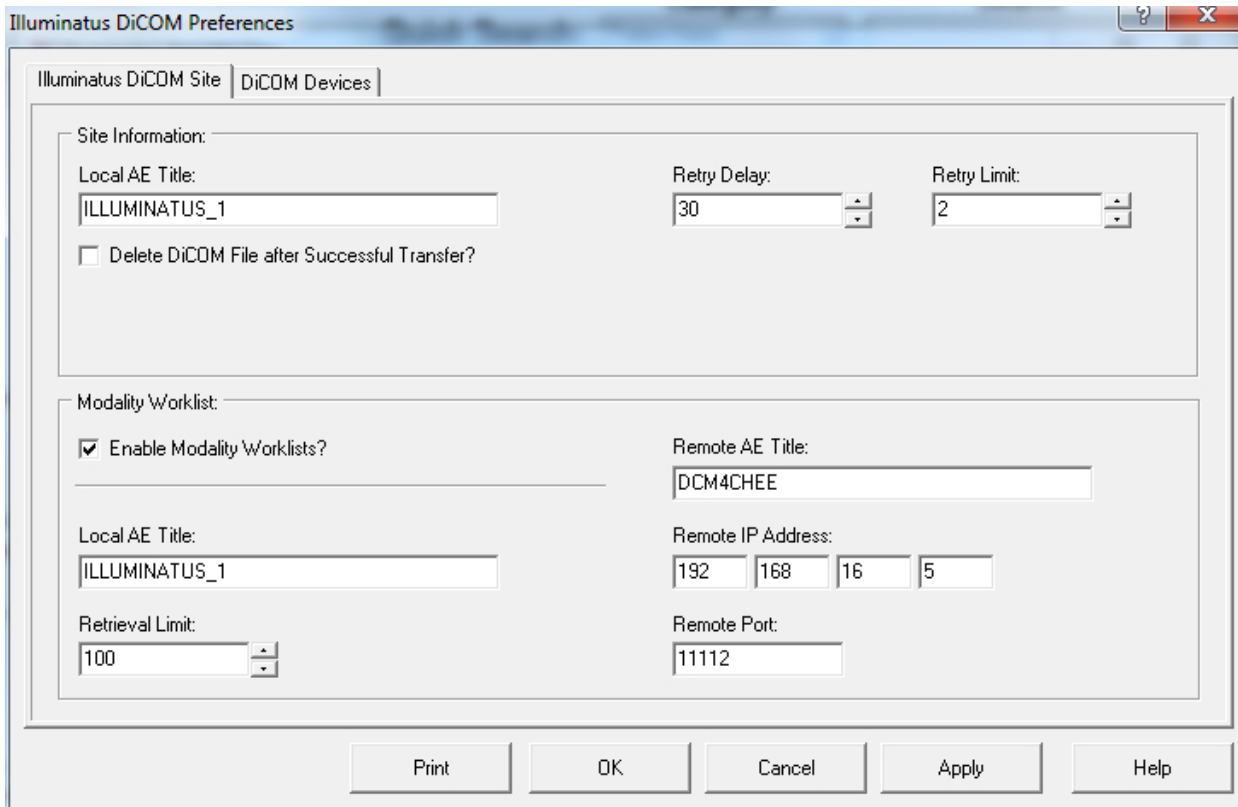 Illuminatus DiCOM Preferences
Illuminatus DiCOM Site
DiCOM Devices
Site Information:
Local AE Title:
Retry Delay:
Retry Limit:
ILLUMINATUS_1
30
2
Delete DiCOM File after Successful Transfer?
Modality Worklist:
Enable Modality Worklists?
Remote AE Title:
DCM4CHEE
Local AE Title:
Remote IP Address:
ILLUMINATUS_1
192 168 16 5
Retrieval Limit:
Remote Port:
100
11112
Print
OK
Cancel
Apply
Help